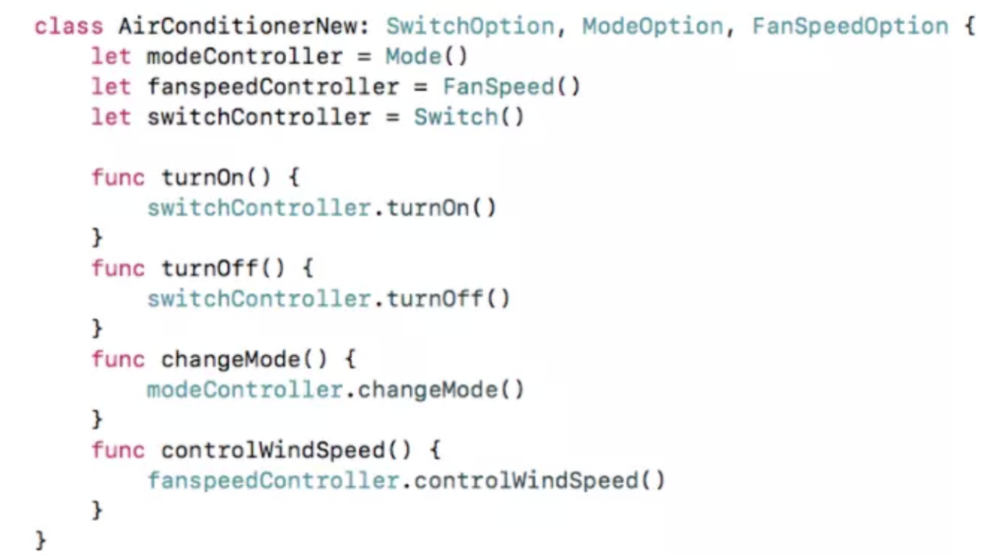 class AirConditionerNew: SwitchOption, ModeOption, FanSpeedOption {
    let modeController = Mode()
    let fanspeedController = FanSpeed()
    let switchController = Switch()

    func turnOn() {
        switchController.turnOn()
    }
    func turnOff() {
        switchController.turnOff()
    }
    func changeMode() {
        modeController.changeMode()
    }
    func controlWindSpeed() {
        fanspeedController.controlWindSpeed()
    }
}